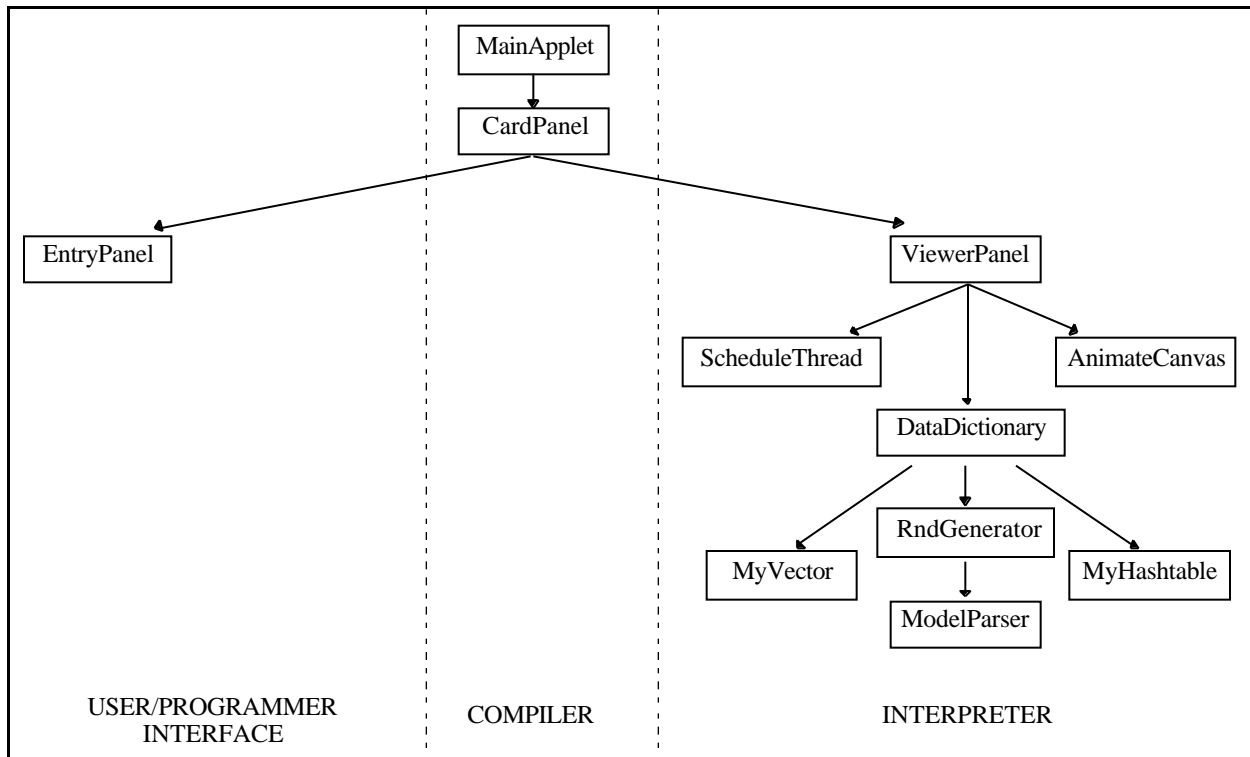 MainApplet
CardPanel
EntryPanel
ViewerPanel
ScheduleThread
AnimateCanvas
DataDictionary
RndGenerator
MyVector
MyHashtable
ModelParser
USER/PROGRAMMER
INTERFACE
COMPILER
INTERPRETER